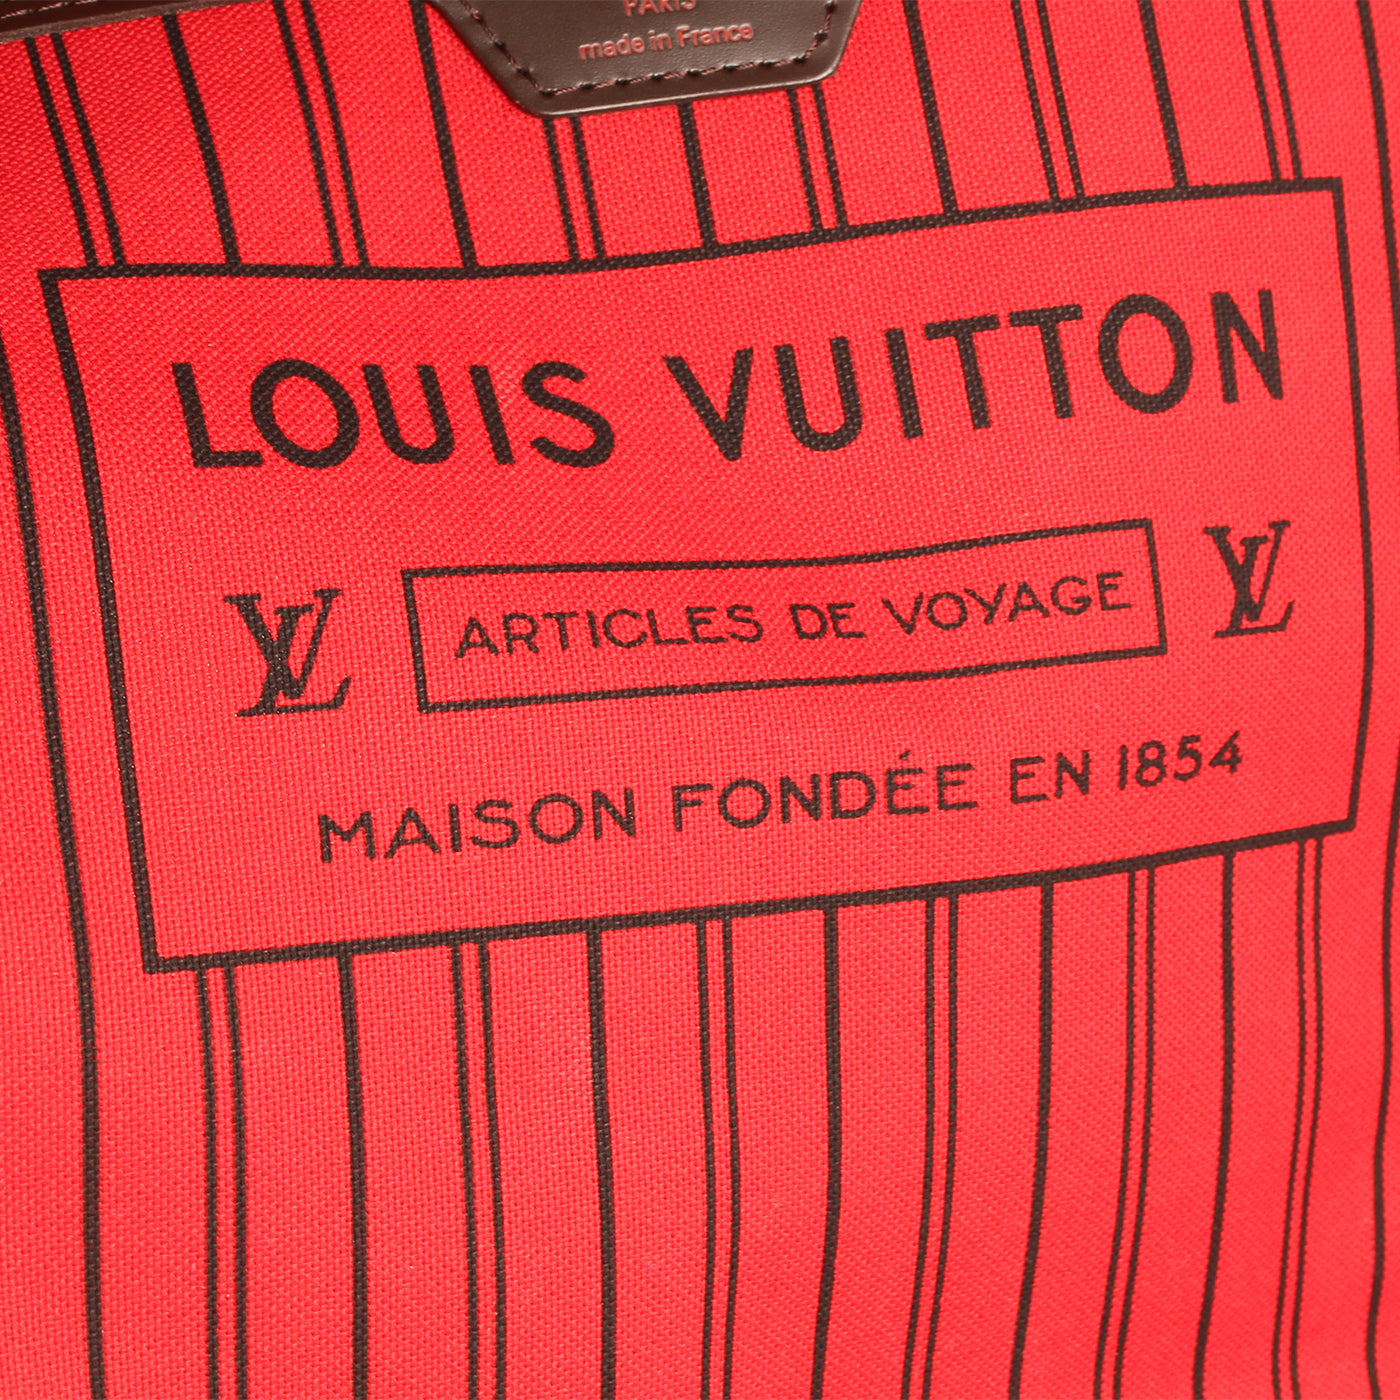 PARIS
made in France
LOUIS VUITTON
LV ARTICLES DE VOYAGE LV
MAISON FONDÉE EN 1854